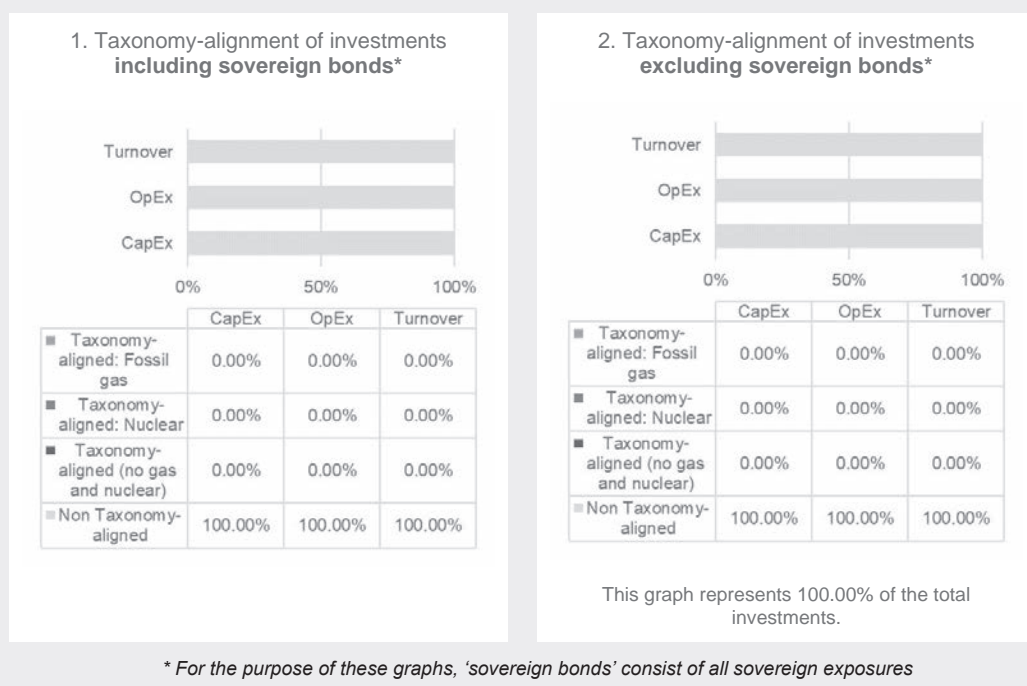 1. Taxonomy-alignment of investments
including sovereign bonds*
Turnover
OpEx
CapEx
0% 50% 100%
CapEx OpEx Turnover
Taxonomy-
aligned: Fossil
gas
0.00% 0.00% 0.00%
Taxonomy-
aligned: Nuclear
0.00% 0.00% 0.00%
Taxonomy-
aligned (no gas
and nuclear)
0.00% 0.00% 0.00%
Non Taxonomy-
aligned
100.00% 100.00% 100.00%
2. Taxonomy-alignment of investments
excluding sovereign bonds*
Turnover
OpEx
CapEx
0% 50% 100%
CapEx OpEx Turnover
Taxonomy-
aligned: Fossil
gas
0.00% 0.00% 0.00%
Taxonomy-
aligned: Nuclear
0.00% 0.00% 0.00%
Taxonomy-
aligned (no gas
and nuclear)
0.00% 0.00% 0.00%
Non Taxonomy-
aligned
100.00% 100.00% 100.00%
This graph represents 100.00% of the total
investments.
* For the purpose of these graphs, ‘sovereign bonds’ consist of all sovereign exposures